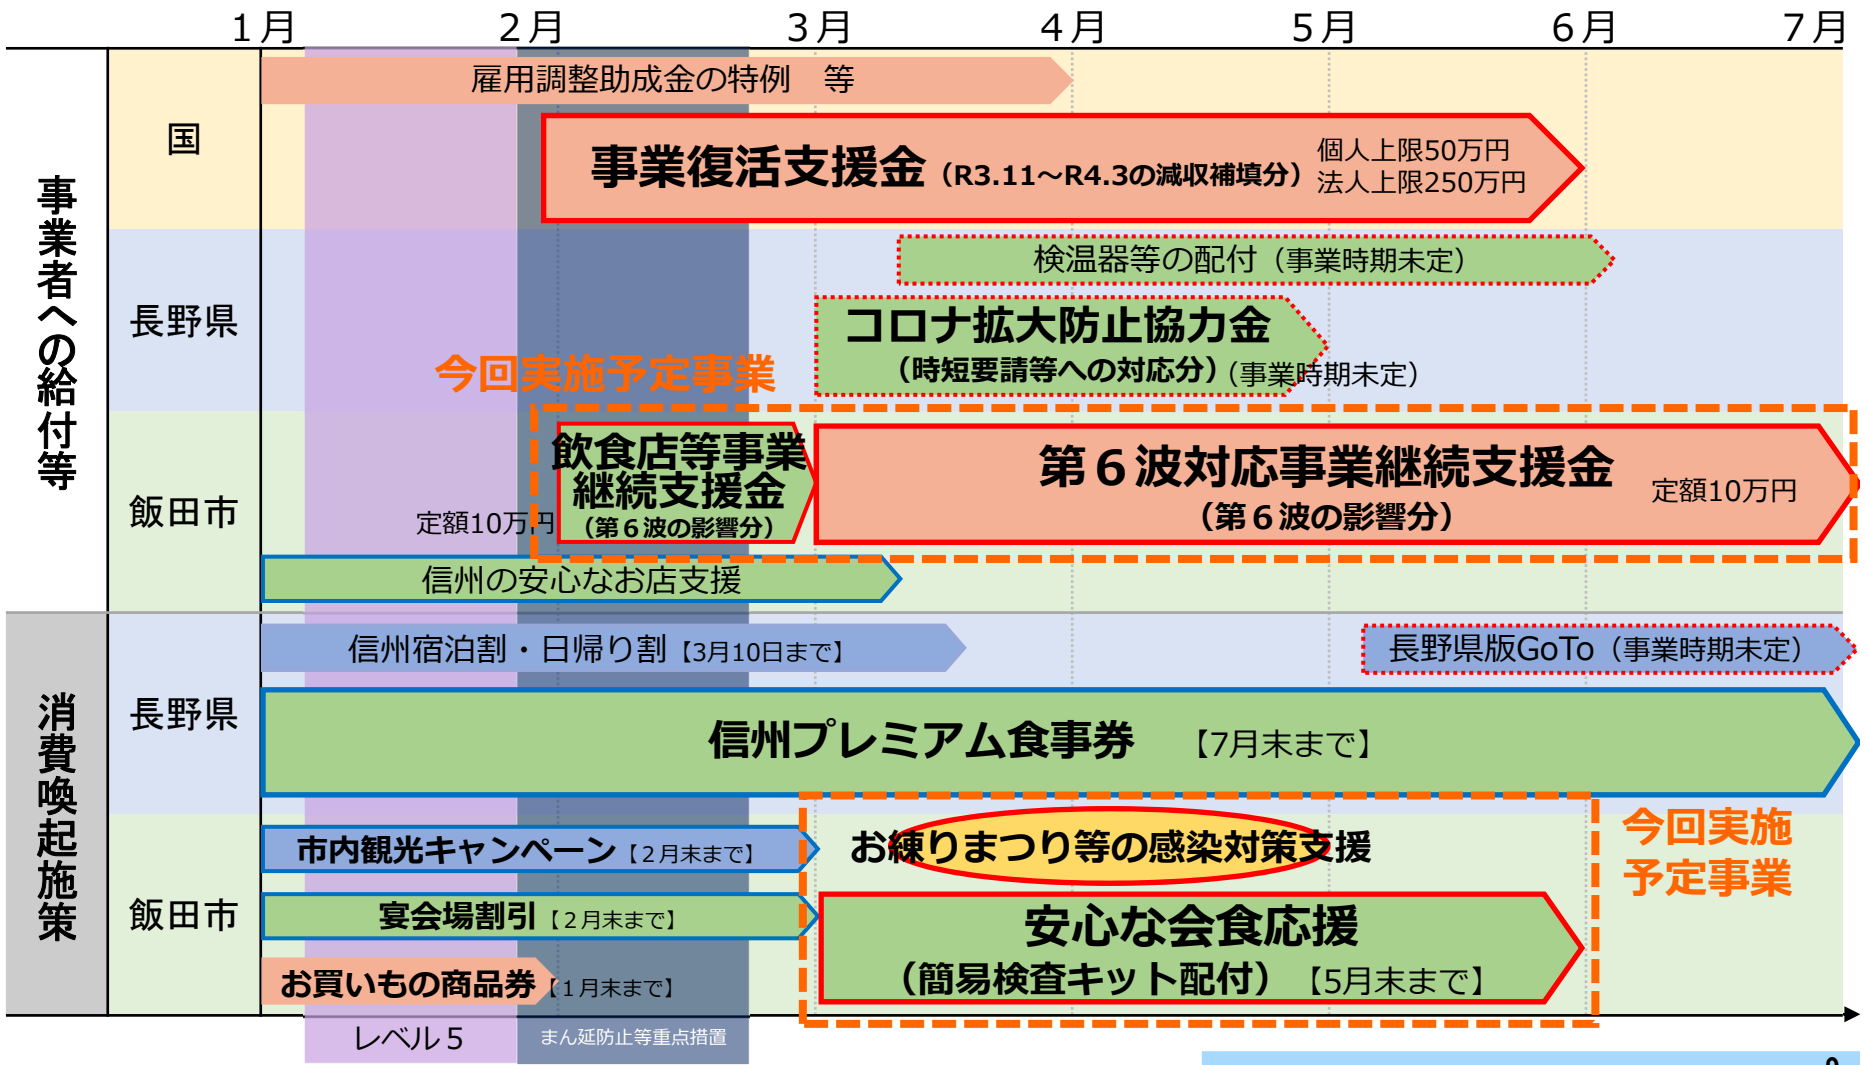 1月 2月 3月 4月 5月 6月 7月
事業者への給付等
国
雇用調整助成金の特例　等
事業復活支援金（R3.11～R4.3の減収補填分）
個人上限50万円
法人上限250万円
長野県
検温器等の配付（事業時期未定）
コロナ拡大防止協力金
（時短要請等への対応分）（事業時期未定）
今回実施予定事業
飯田市
飲食店等事業
継続支援金
（第６波の影響分）
定額10万円
第６波対応事業継続支援金
（第６波の影響分）
定額10万円
信州の安心なお店支援
消費喚起施策
長野県
信州宿泊割・日帰り割【3月10日まで】
長野県版GoTo（事業時期未定）
信州プレミアム食事券　【7月末まで】
飯田市
市内観光キャンペーン【２月末まで】
お練りまつり等の感染対策支援
今回実施
予定事業
宴会場割引【２月末まで】
安心な会食応援
（簡易検査キット配付）【5月末まで】
お買いもの商品券【１月末まで】
レベル５
まん延防止等重点措置